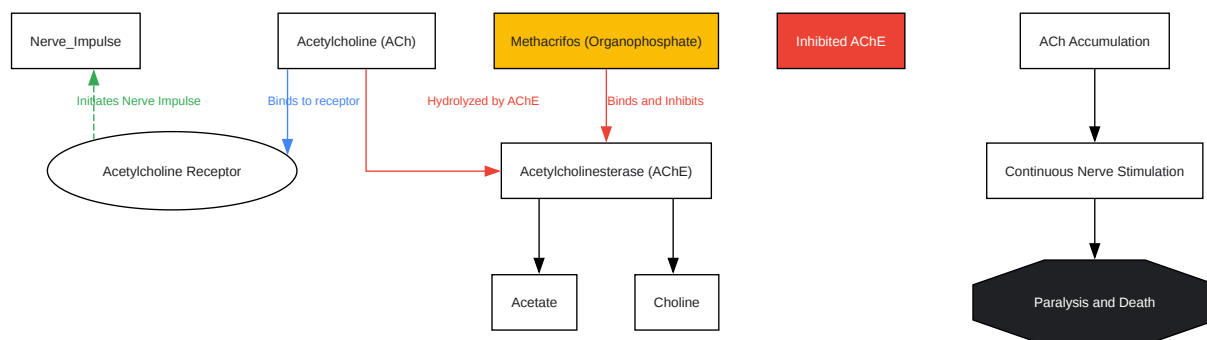 Nerve_Impulse
Acetylcholine (ACh)
Methacrifos (Organophosphate)
Inhibited AChE
ACh Accumulation
Initiates Nerve Impulse
Binds to receptor
Hydrolyzed by AChE
Binds and Inhibits
Acetylcholine Receptor
Acetylcholinesterase (AChE)
Continuous Nerve Stimulation
Acetate
Choline
Paralysis and Death